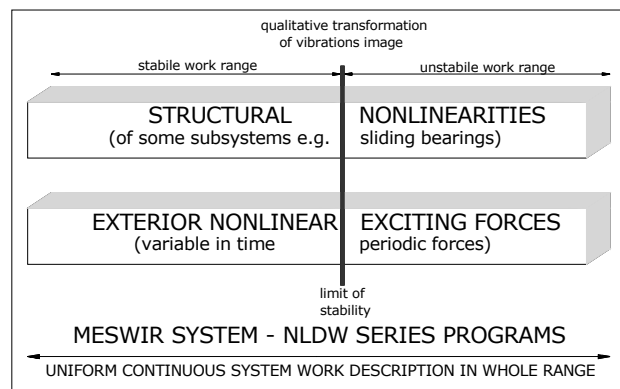 qualitative transformation
of vibrations image
stabile work range
unstabile work range
STRUCTURAL NONLINEARITIES
(of some subsystems e.g. sliding bearings)
EXTERIOR NONLINEAR EXCITING FORCES
(variable in time periodic forces)
limit of
stability
MESWIR SYSTEM - NLDW SERIES PROGRAMS
UNIFORM CONTINUOUS SYSTEM WORK DESCRIPTION IN WHOLE RANGE